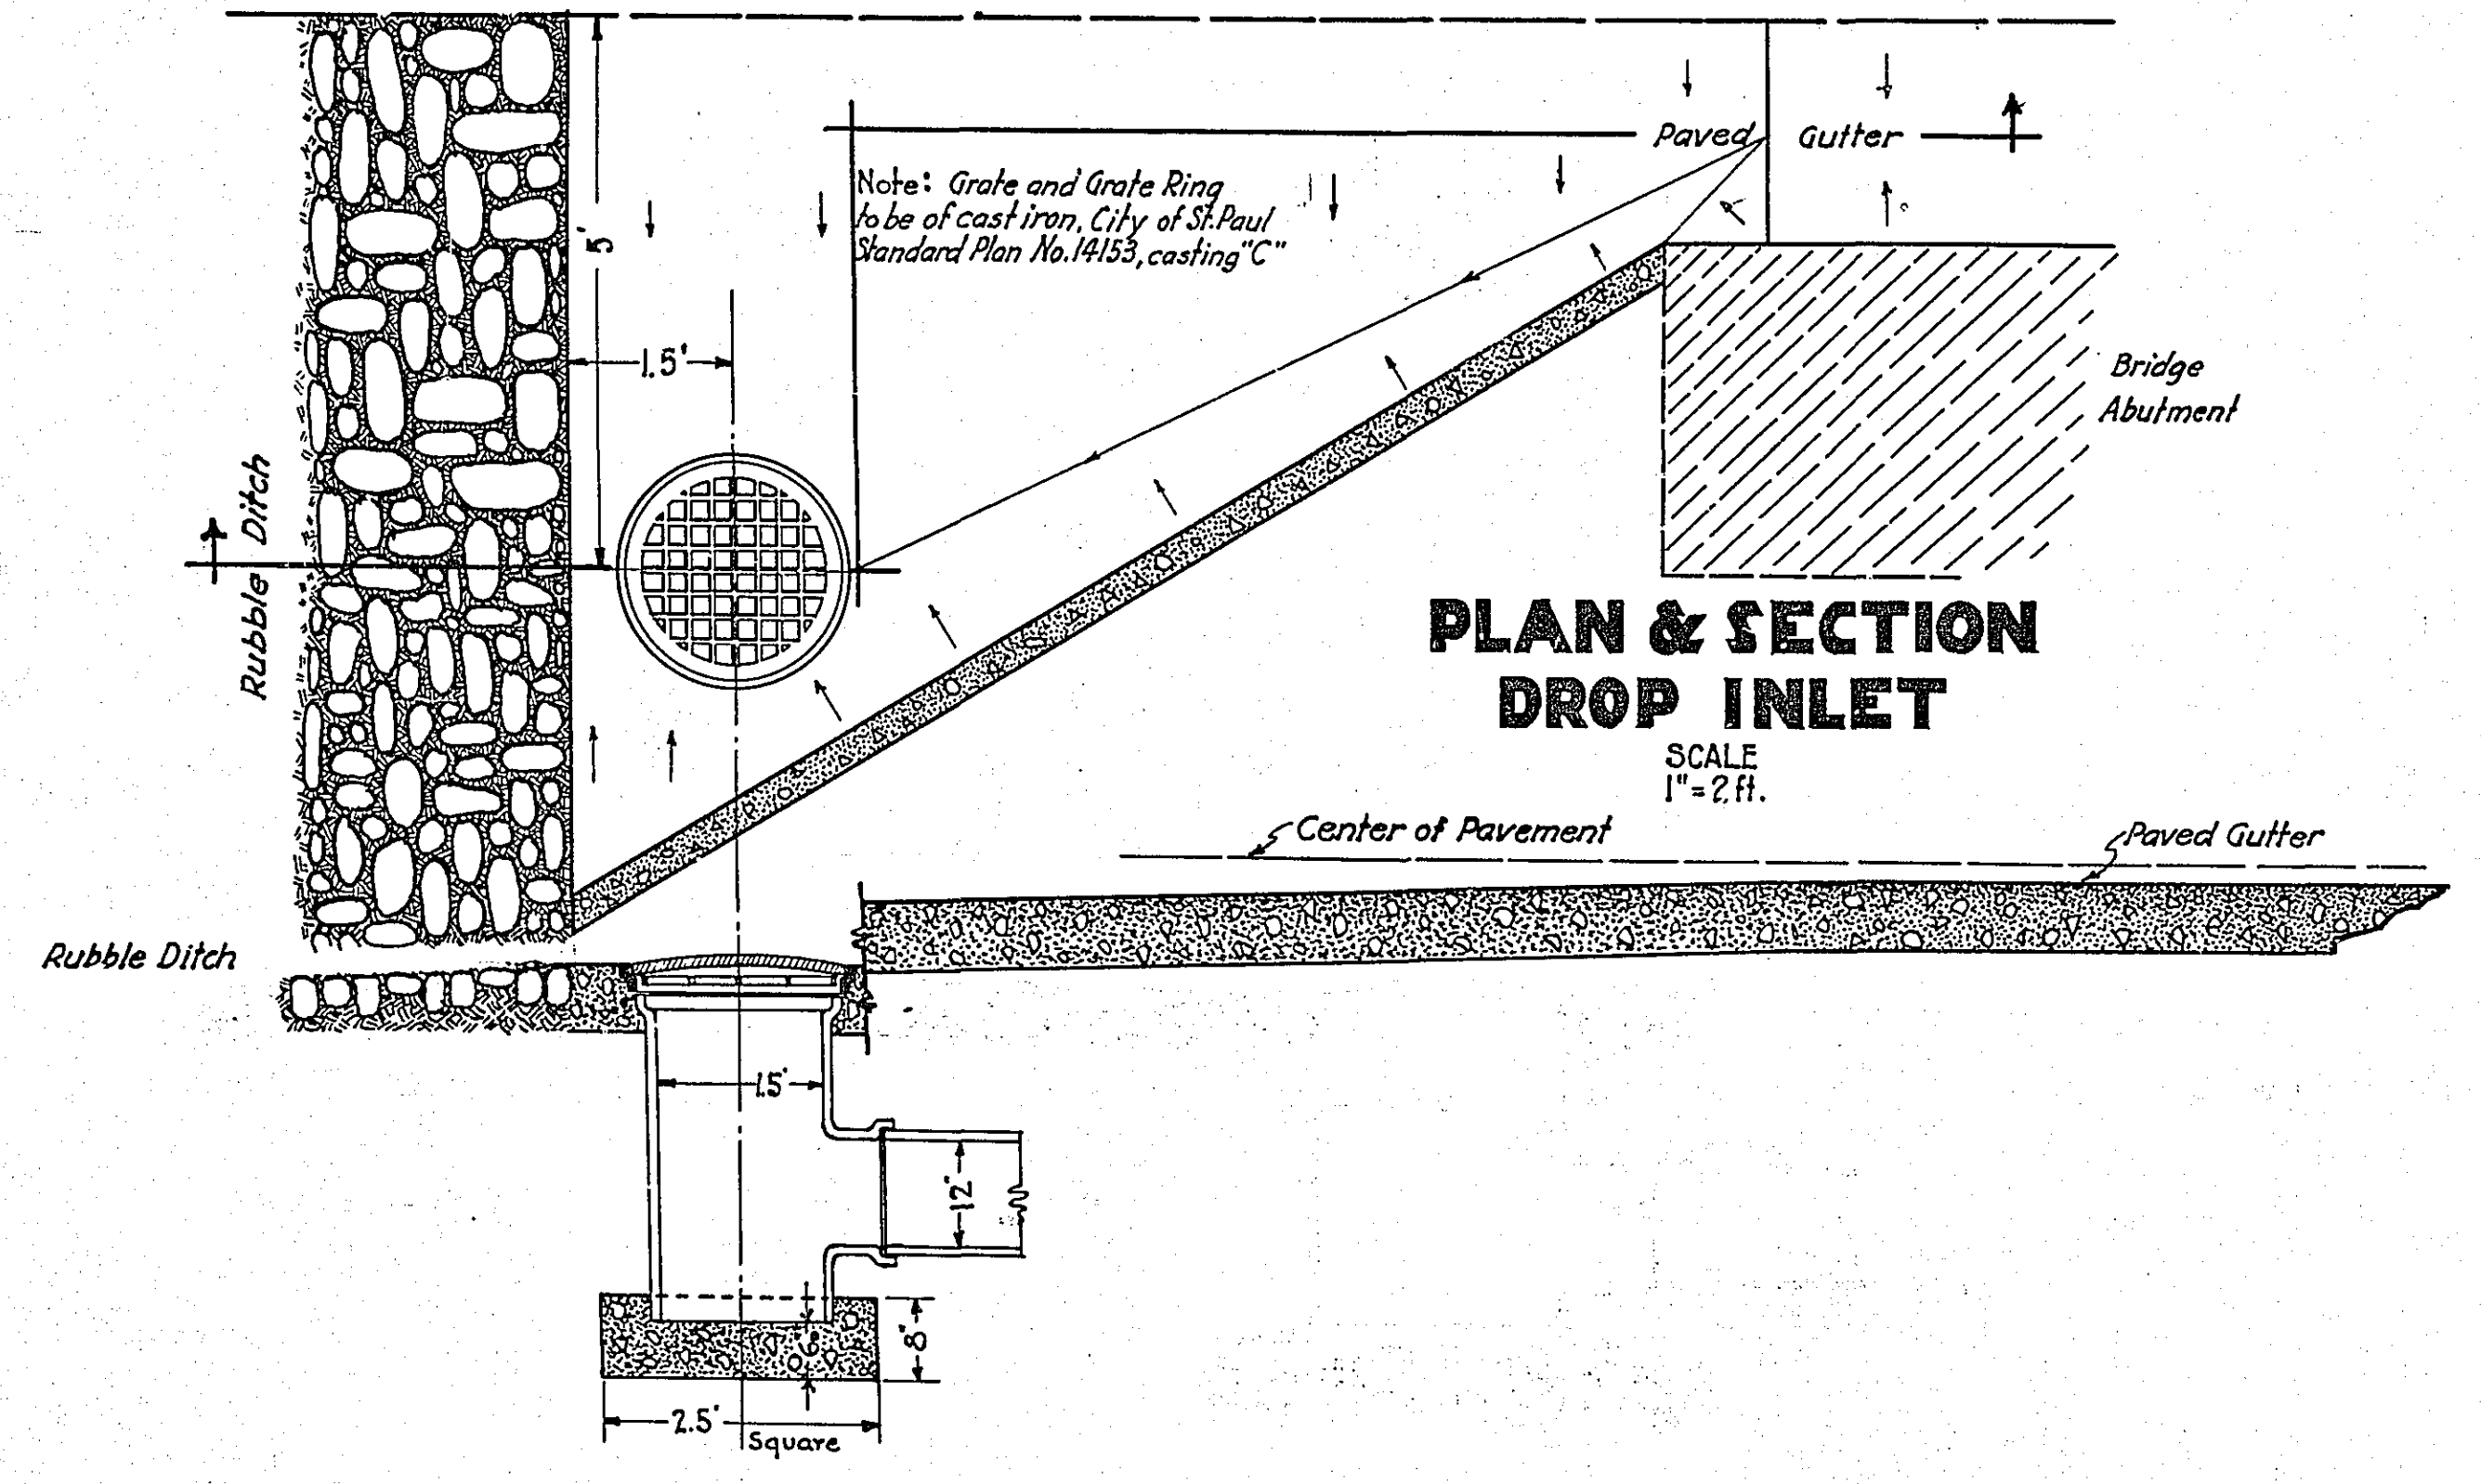 Paved Gutter
Note: Grate and Grate Ring
to be of cast iron, City of St. Paul
Standard Plan No. 14153, casting "C"
5'
1.5'
Rubble Ditch
Bridge
Abutment
PLAN & SECTION
DROP INLET
SCALE
1" = 2 ft.
Center of Pavement
Paved Gutter
Rubble Ditch
1.5'
12"
6"
8"
2.5'
Square